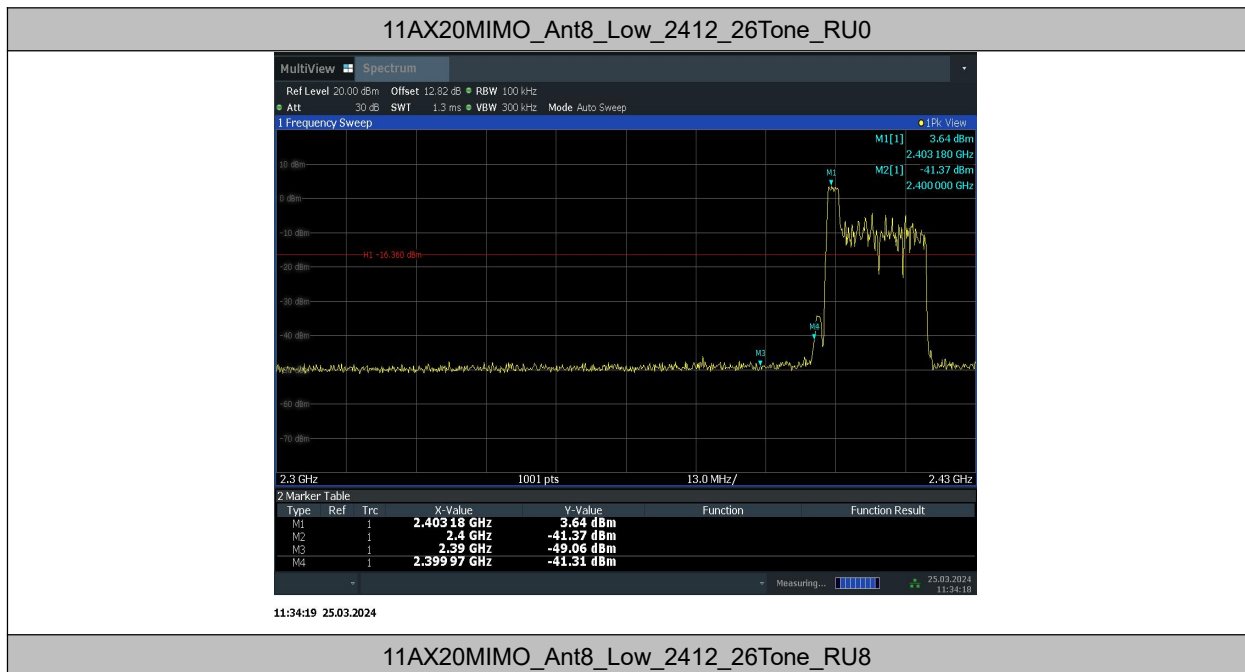 11AX20MIMO_Ant8_Low_2412_26Tone_RU0
MultiView Spectrum
Ref Level 20.00 dBm Offset 12.82 dB RBW 100 kHz
Att 30 dB SWT 1.3 ms VBW 300 kHz Mode Auto Sweep
1 Frequency Sweep 1Pk View
M1[1] 3.64 dBm
2.403 180 GHz
M2[1] -41.37 dBm
2.400 000 GHz
10 dBm
M1
0 dBm
-10 dBm
H1 -16.360 dBm
-20 dBm
-30 dBm
-40 dBm
M4
M3
-60 dBm
-70 dBm
2.3 GHz 1001 pts 13.0 MHz/ 2.43 GHz
2 Marker Table
Type Ref Trc X-Value Y-Value Function Function Result
M1 1 2.403 18 GHz 3.64 dBm
M2 1 2.4 GHz -41.37 dBm
M3 1 2.39 GHz -49.06 dBm
M4 1 2.399 97 GHz -41.31 dBm
Measuring... 25.03.2024
11:34:18
11:34:19 25.03.2024
11AX20MIMO_Ant8_Low_2412_26Tone_RU8